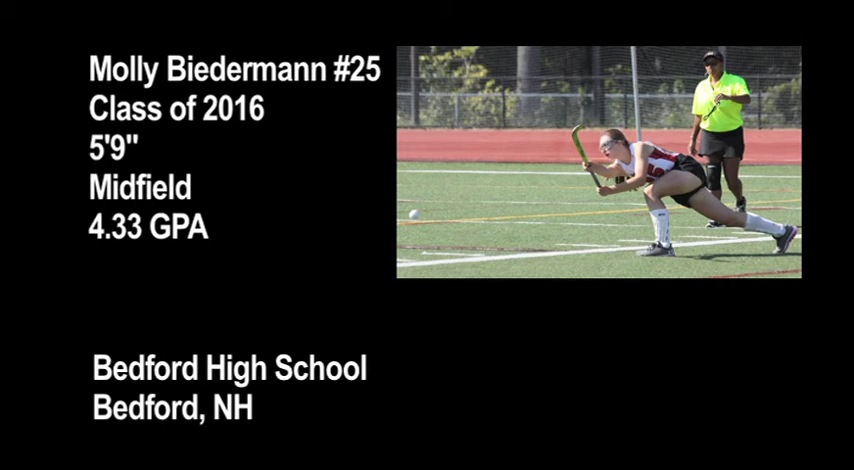 Molly Biedermann #25
Class of 2016
5'9"
Midfield
4.33 GPA
Bedford High School
Bedford, NH